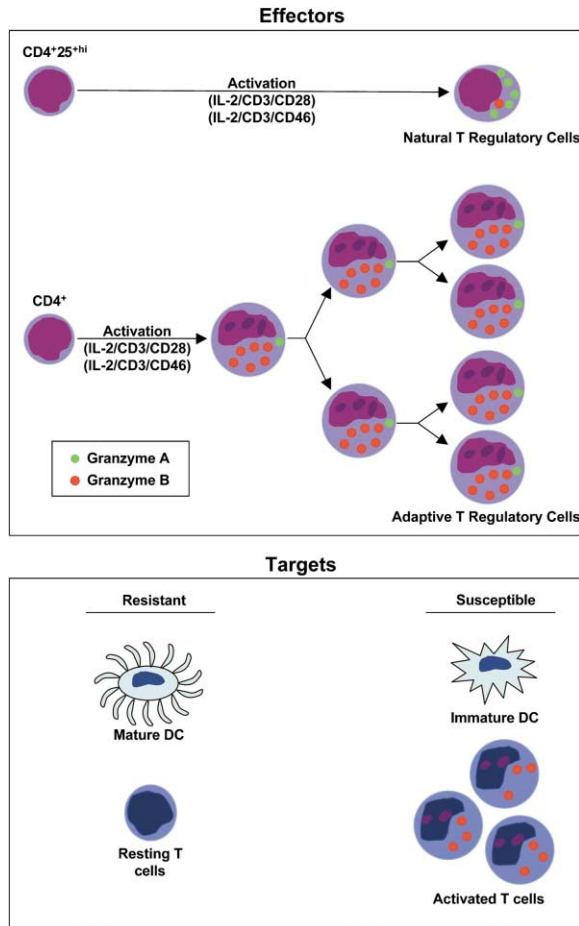 Effectors
CD4⁺25⁺ʰⁱ
Activation
(IL-2/CD3/CD28)
(IL-2/CD3/CD46)
Natural T Regulatory Cells
CD4⁺
Activation
(IL-2/CD3/CD28)
(IL-2/CD3/CD46)
Granzyme A
Granzyme B
Adaptive T Regulatory Cells
Targets
Resistant
Susceptible
Mature DC
Immature DC
Resting T
cells
Activated T cells